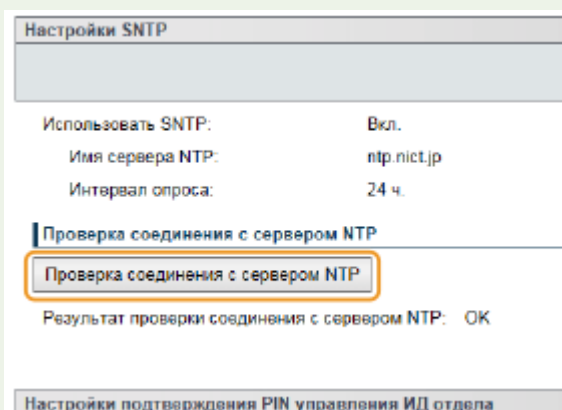 Настройки SNTP
Использовать SNTP: Вкл.
Имя сервера NTP: ntp.nict.jp
Интервал опроса: 24 ч.
Проверка соединения с сервером NTP
Проверка соединения с сервером NTP
Результат проверки соединения с сервером NTP: OK
Настройки подтверждения PIN управления ИД отдела